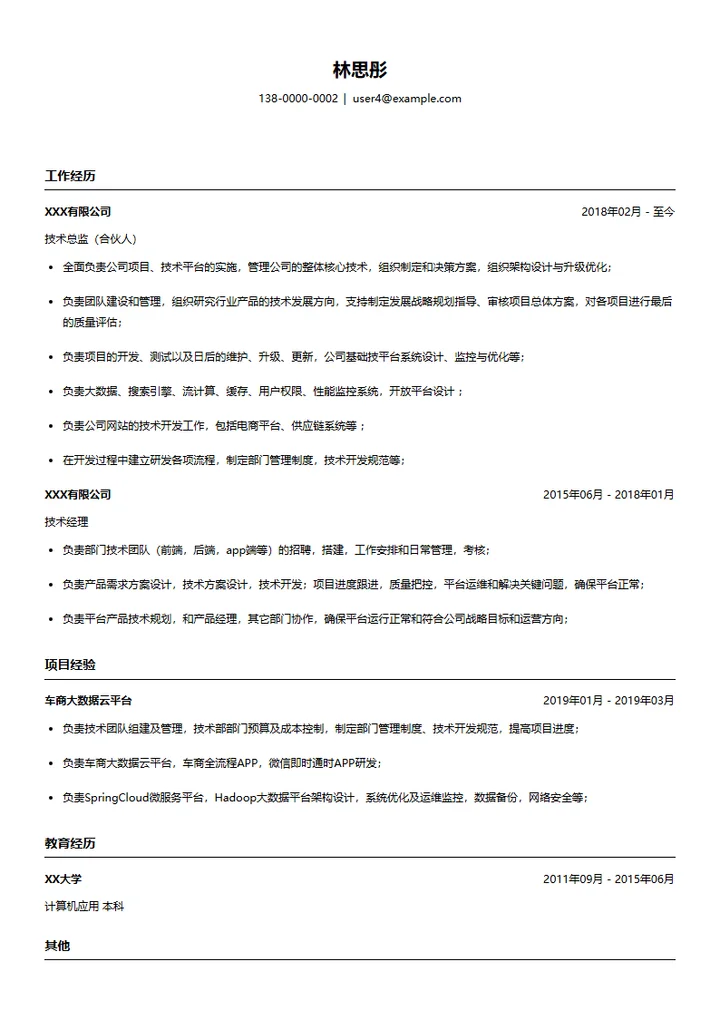 林思彤
138-0000-0002 | user4@example.com
工作经历
XXX有限公司 2018年02月 - 至今
技术总监（合伙人）
• 全面负责公司项目、技术平台的实施，管理公司的整体核心技术，组织制定和决策方案，组织架构设计与升级优化；
• 负责团队建设和管理，组织研究行业产品的技术发展方向，支持制定发展战略规划指导、审核项目总体方案，对各项目进行最后
的质量评估；
• 负责项目的开发、测试以及日后的维护、升级、更新，公司基础技平台系统设计、监控与优化等；
• 负责大数据、搜索引擎、流计算、缓存、用户权限、性能监控系统，开放平台设计 ；
• 负责公司网站的技术开发工作，包括电商平台、供应链系统等 ；
• 在开发过程中建立研发各项流程，制定部门管理制度，技术开发规范等；
XXX有限公司 2015年06月 - 2018年01月
技术经理
• 负责部门技术团队（前端，后端，app端等）的招聘，搭建，工作安排和日常管理，考核；
• 负责产品需求方案设计，技术方案设计，技术开发；项目进度跟进，质量把控，平台运维和解决关键问题，确保平台正常；
• 负责平台产品技术规划，和产品经理，其它部门协作，确保平台运行正常和符合公司战略目标和运营方向；
项目经验
车商大数据云平台 2019年01月 - 2019年03月
• 负责技术团队组建及管理，技术部部门预算及成本控制，制定部门管理制度、技术开发规范，提高项目进度；
• 负责车商大数据云平台，车商全流程APP，微信即时通时APP研发；
• 负责SpringCloud微服务平台，Hadoop大数据平台架构设计，系统优化及运维监控，数据备份，网络安全等；
教育经历
XX大学 2011年09月 - 2015年06月
计算机应用 本科
其他